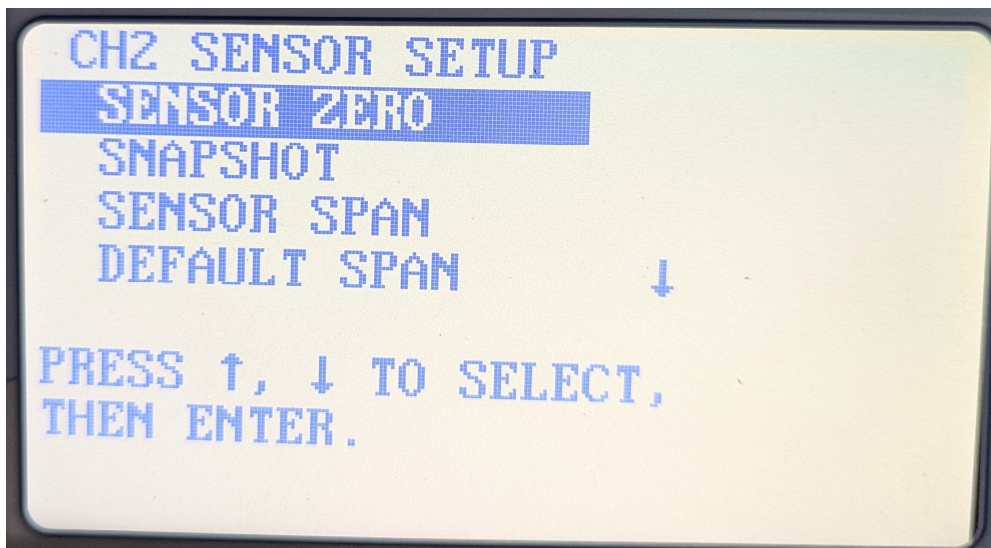 CH2 SENSOR SETUP
SENSOR ZERO
SNAPSHOT
SENSOR SPAN
DEFAULT SPAN ↓
PRESS ↑, ↓ TO SELECT,
THEN ENTER.